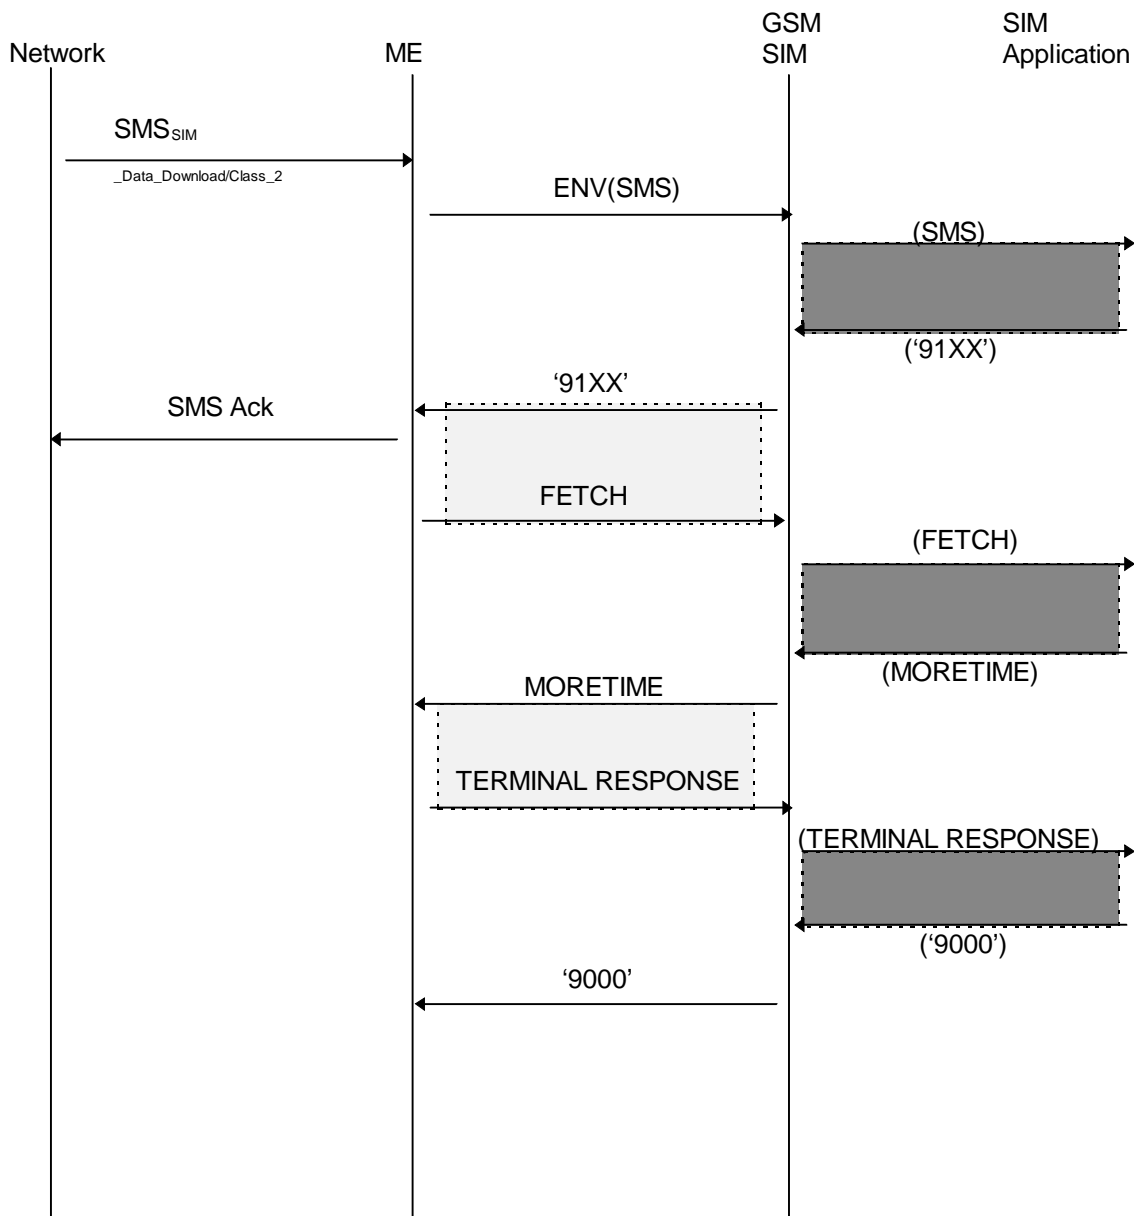 Network
ME
GSM
SIM
SIM
Application
SMSSIM
_Data_Download/Class_2
ENV(SMS)
(SMS)
(‘91XX’)
‘91XX’
SMS Ack
FETCH
(FETCH)
(MORETIME)
MORETIME
TERMINAL RESPONSE
(TERMINAL RESPONSE)
(‘9000’)
‘9000’